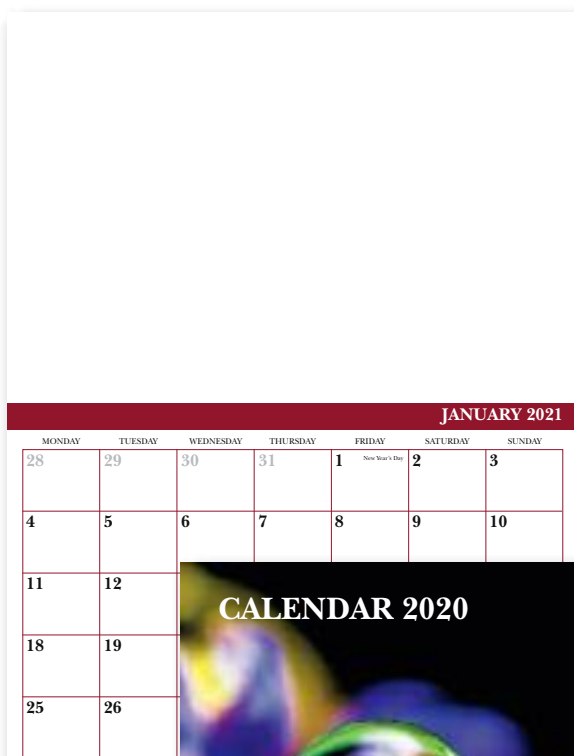 JANUARY 2021
MONDAY TUESDAY WEDNESDAY THURSDAY FRIDAY SATURDAY SUNDAY
28 29 30 31 1 New Year's Day 2 3
4 5 6 7 8 9 10
11 12
CALENDAR 2020
18 19
25 26